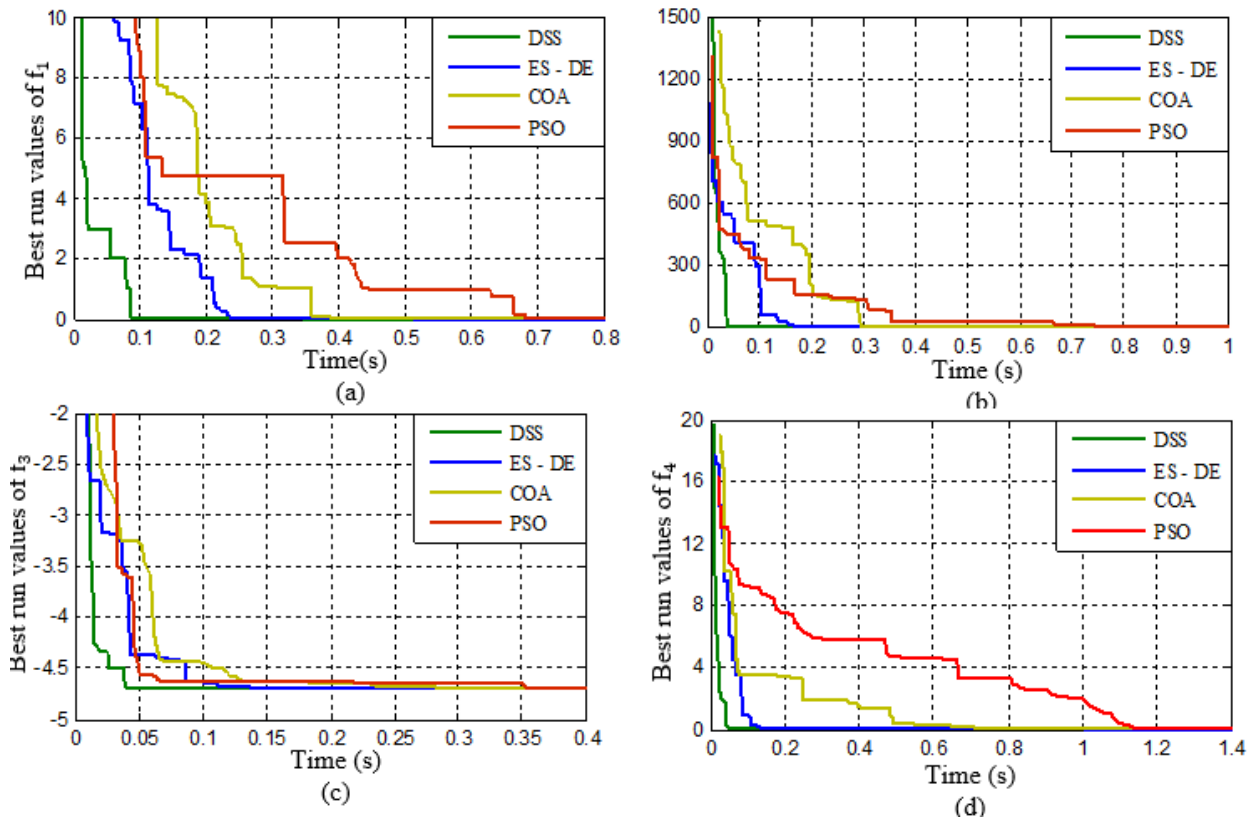 10
8
6
4
2
0
Best run values of f1
DSS
ES - DE
COA
PSO
0 0.1 0.2 0.3 0.4 0.5 0.6 0.7 0.8
Time(s)
(a)
1500
1200
900
600
300
0
DSS
ES - DE
COA
PSO
0 0.1 0.2 0.3 0.4 0.5 0.6 0.7 0.8 0.9 1
Time (s)
(b)
-2
-2.5
-3
-3.5
-4
-4.5
-5
Best run values of f3
DSS
ES - DE
COA
PSO
0 0.05 0.1 0.15 0.2 0.25 0.3 0.35 0.4
Time (s)
(c)
20
16
12
8
4
0
Best run values of f4
DSS
ES - DE
COA
PSO
0 0.2 0.4 0.6 0.8 1 1.2 1.4
Time (s)
(d)